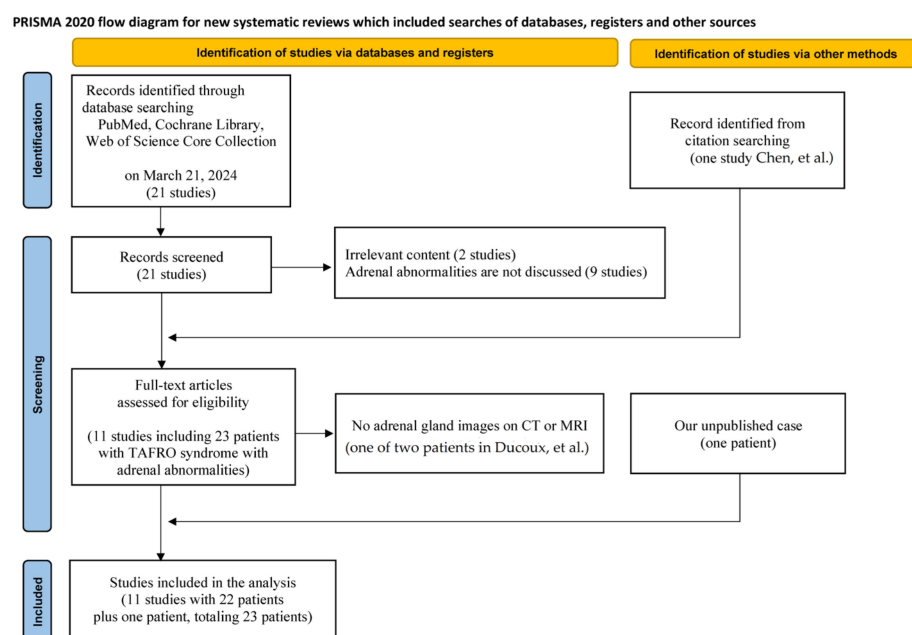 PRISMA 2020 flow diagram for new systematic reviews which included searches of databases, registers and other sources
Identification of studies via databases and registers
Identification of studies via other methods
Identification
Records identified through
database searching
PubMed, Cochrane Library,
Web of Science Core Collection
on March 21, 2024
(21 studies)
Record identified from
citation searching
(one study Chen, et al.)
Screening
Records screened
(21 studies)
Irrelevant content (2 studies)
Adrenal abnormalities are not discussed (9 studies)
Full-text articles
assessed for eligibility
(11 studies including 23 patients
with TAFRO syndrome with
adrenal abnormalities)
No adrenal gland images on CT or MRI
(one of two patients in Ducoux, et al.)
Our unpublished case
(one patient)
Included
Studies included in the analysis
(11 studies with 22 patients
plus one patient, totaling 23 patients)